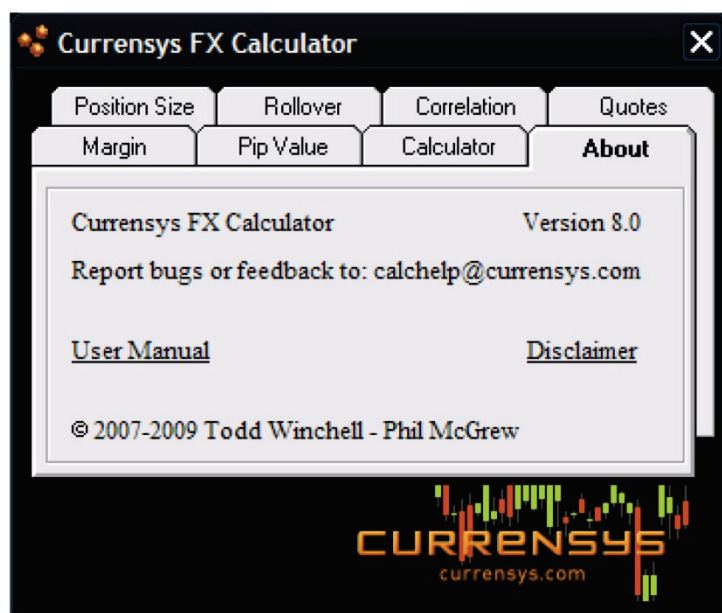 Currensys FX Calculator
Position Size Rollover Correlation Quotes
Margin Pip Value Calculator About
Currensys FX Calculator Version 8.0
Report bugs or feedback to: calchelp@currensys.com
User Manual Disclaimer
© 2007-2009 Todd Winchell - Phil McGrew
CURRENSYS
currensys.com